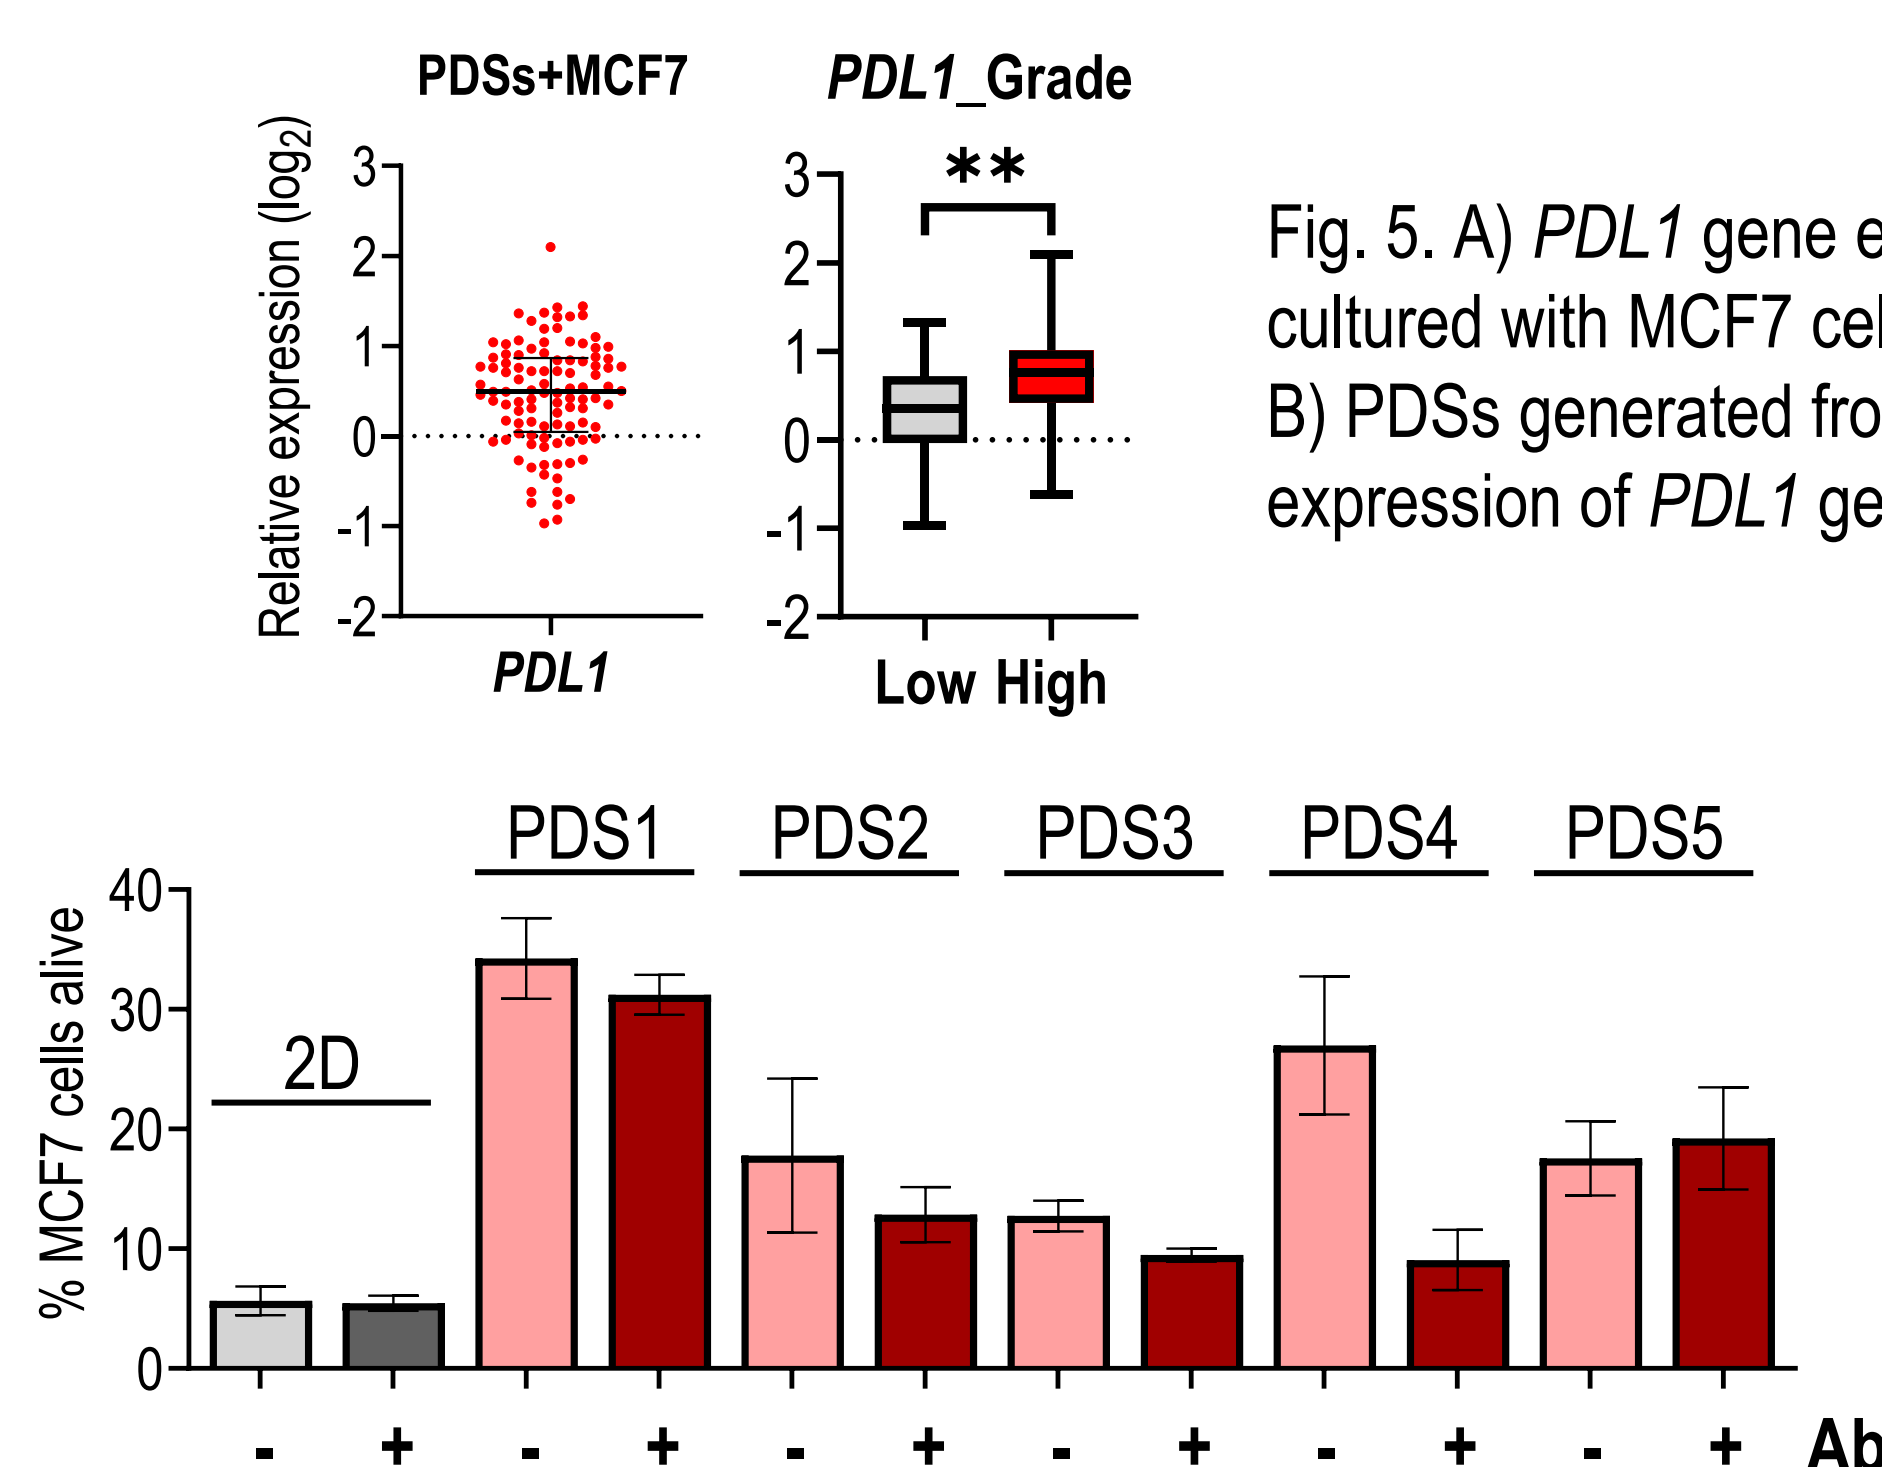 PDSs+MCF7
PDL1_Grade
Relative expression (log₂)
3
2
1
0
-1
-2
PDL1
**
3
2
1
0
-1
-2
Low High
Fig. 5. A) PDL1 gene e
cultured with MCF7 cel
B) PDSs generated fro
expression of PDL1 ge
% MCF7 cells alive
40
30
20
10
0
2D
PDS1
PDS2
PDS3
PDS4
PDS5
- + - + - + - + - + - + Ab